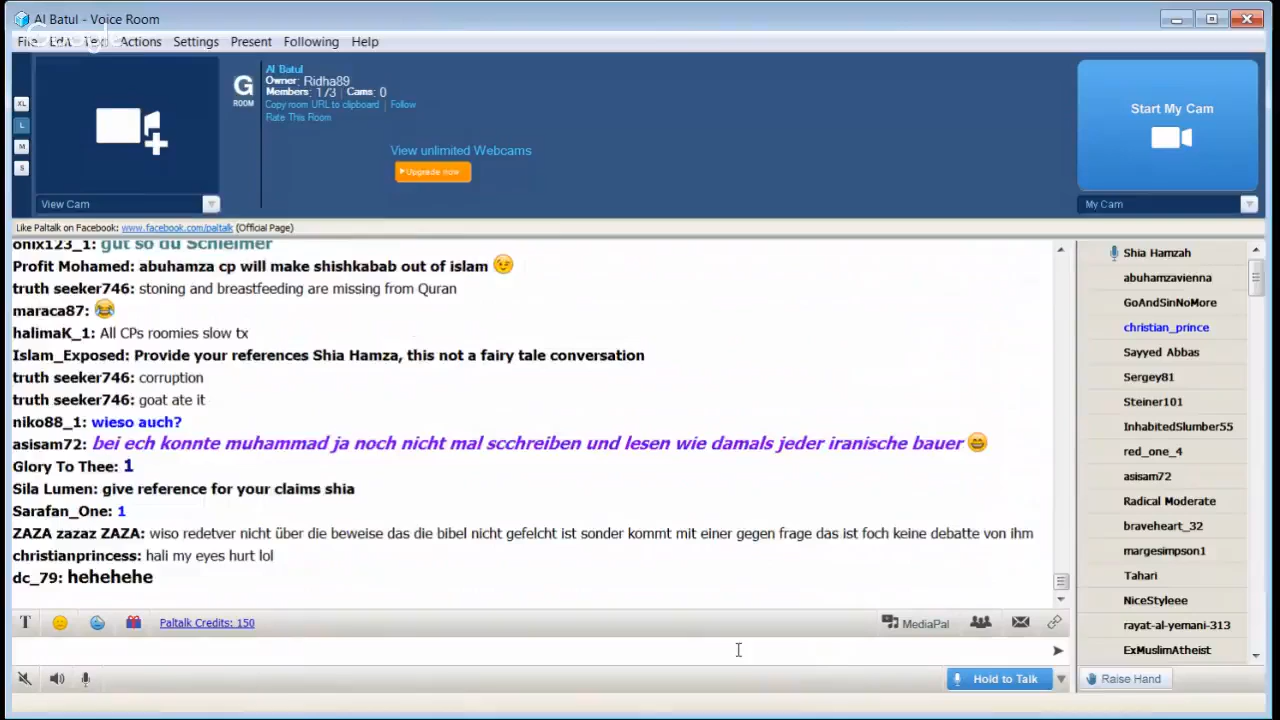 Al Batul - Voice Room
Google
File Edit Text Actions Settings Present Following Help
G
ROOM
Al Batul
Owner: Ridha89
Members: 173 Cams: 0
Copy room URL to clipboard | Follow
Rate This Room
View unlimited Webcams
Upgrade now
Start My Cam
XL
L
M
S
View Cam
My Cam
Like Paltalk on Facebook: www.facebook.com/paltalk (Official Page)
onix123_1: gut so du Schleimer
Profit Mohamed: abuhamza cp will make shishkabab out of islam
truth seeker746: stoning and breastfeeding are missing from Quran
maraca87:
halimaK_1: All CPs roomies slow tx
Islam_Exposed: Provide your references Shia Hamza, this not a fairy tale conversation
truth seeker746: corruption
truth seeker746: goat ate it
niko88_1: wieso auch?
asisam72: bei ech konnte muhammad ja noch nicht mal scchreiben und lesen wie damals jeder iranische bauer
Glory To Thee: 1
Sila Lumen: give reference for your claims shia
Sarafan_One: 1
ZAZA zazaz ZAZA: wiso redetver nicht über die beweise das die bibel nicht gefelcht ist sonder kommt mit einer gegen frage das ist foch keine debatte von ihm
christianprincess: hali my eyes hurt lol
dc_79: hehehehe
Shia Hamzah
abuhamzavienna
GoAndSinNoMore
christian_prince
Sayyed Abbas
Sergey81
Steiner101
InhabitedSlumber55
red_one_4
asisam72
Radical Moderate
braveheart_32
margesimpson1
Tahari
NiceStyleee
rayat-al-yemani-313
ExMuslimAtheist
T
Paltalk Credits: 150
MediaPal
Hold to Talk
Raise Hand